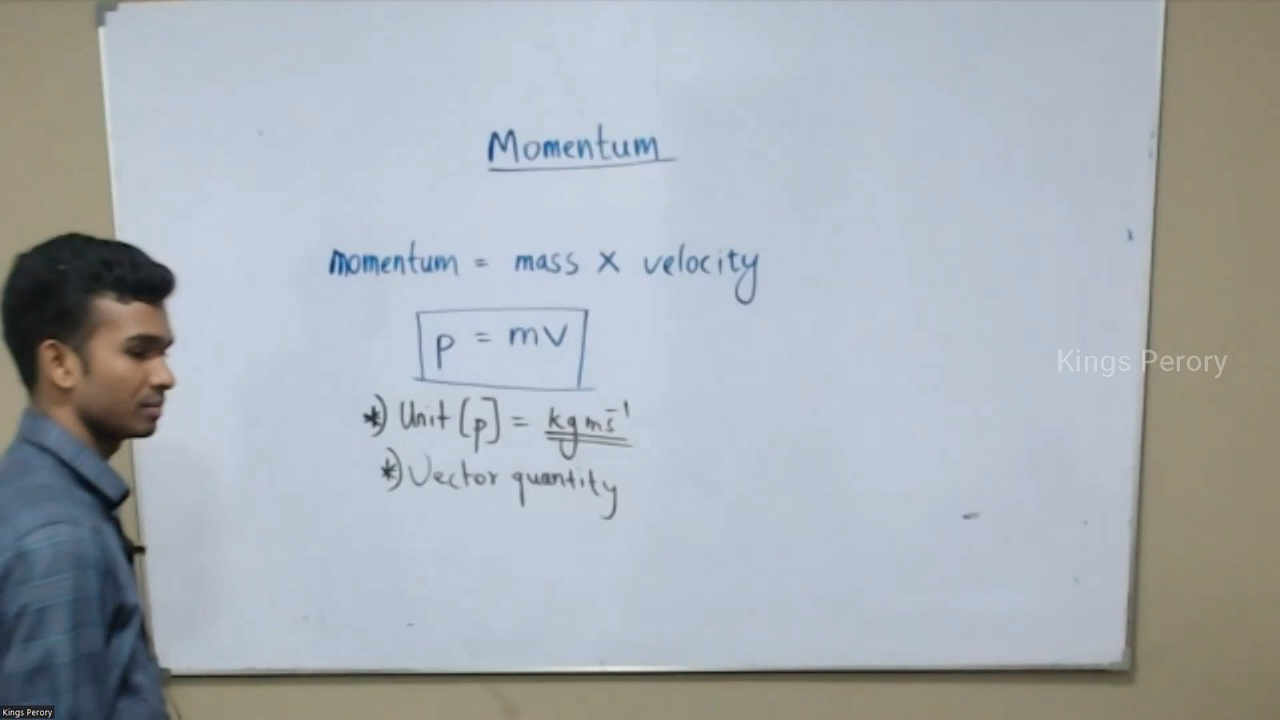 Momentum
momentum = mass × velocity
p = mv
*) Unit [p] = kgms⁻¹
*) Vector quantity
Kings Perory
Kings Perory